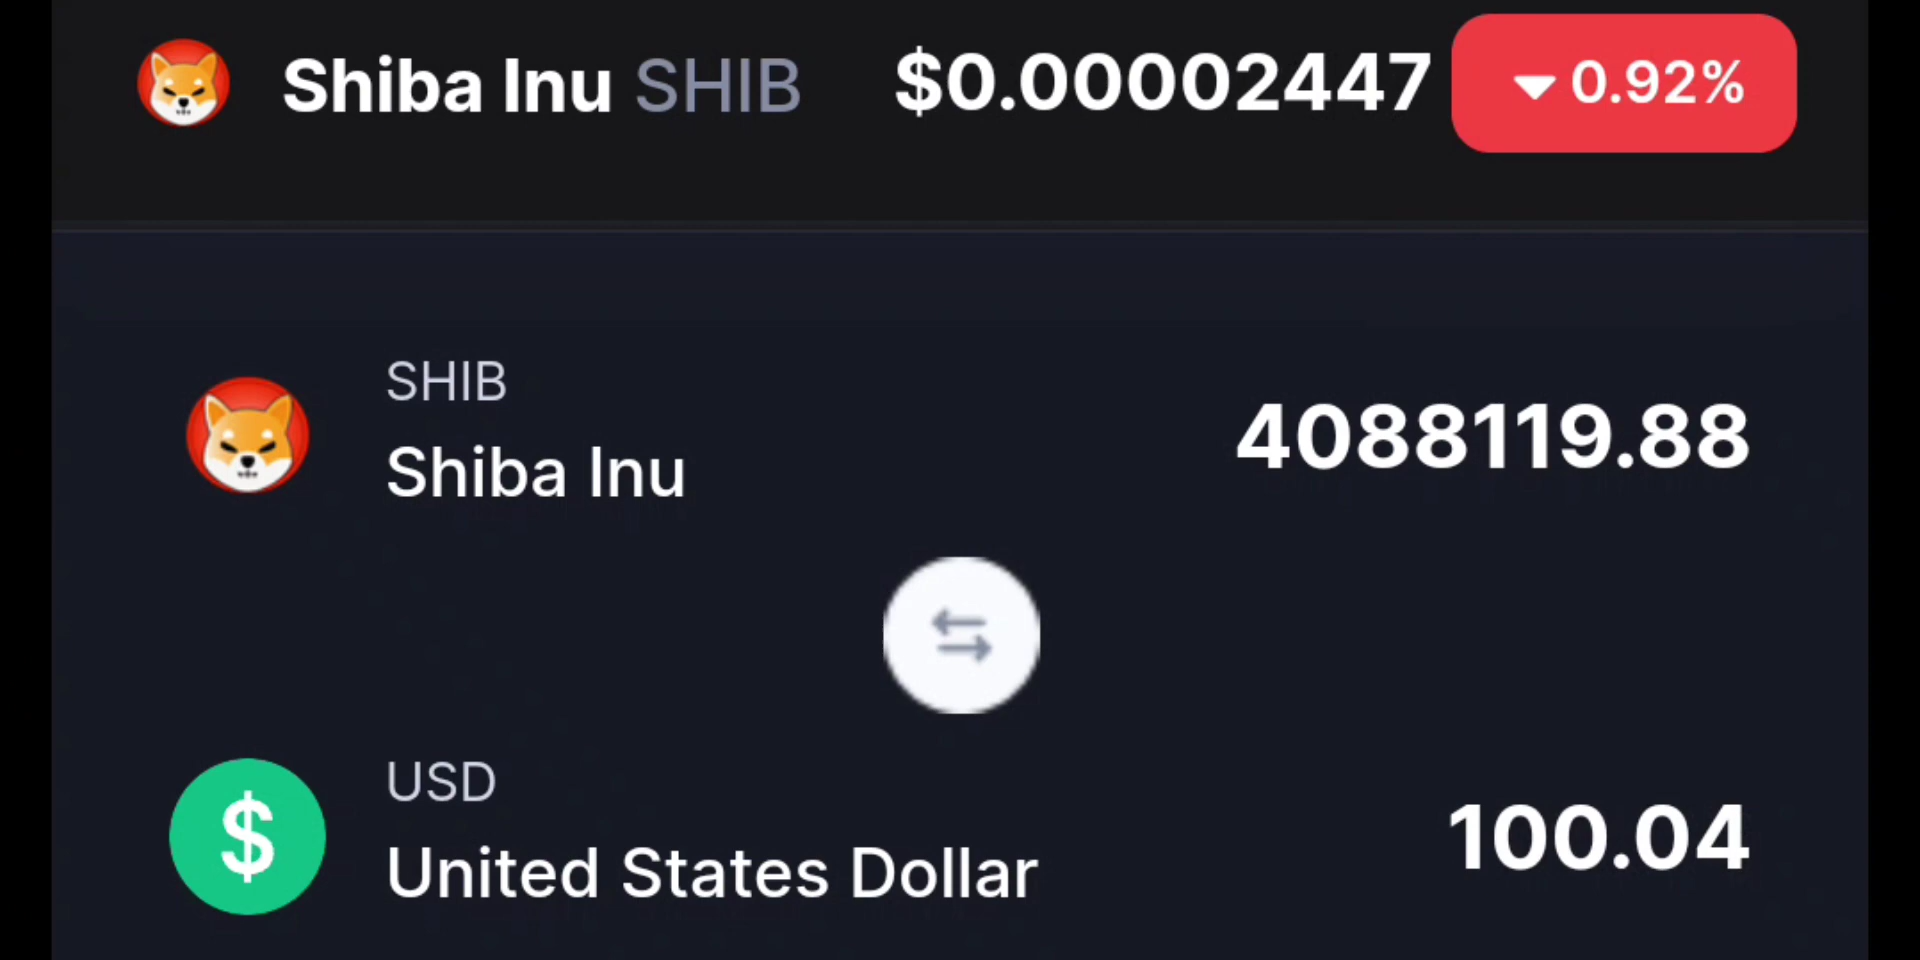 Shiba Inu SHIB $0.00002447 ▼ 0.92%
SHIB
Shiba Inu
4088119.88
USD
United States Dollar
100.04